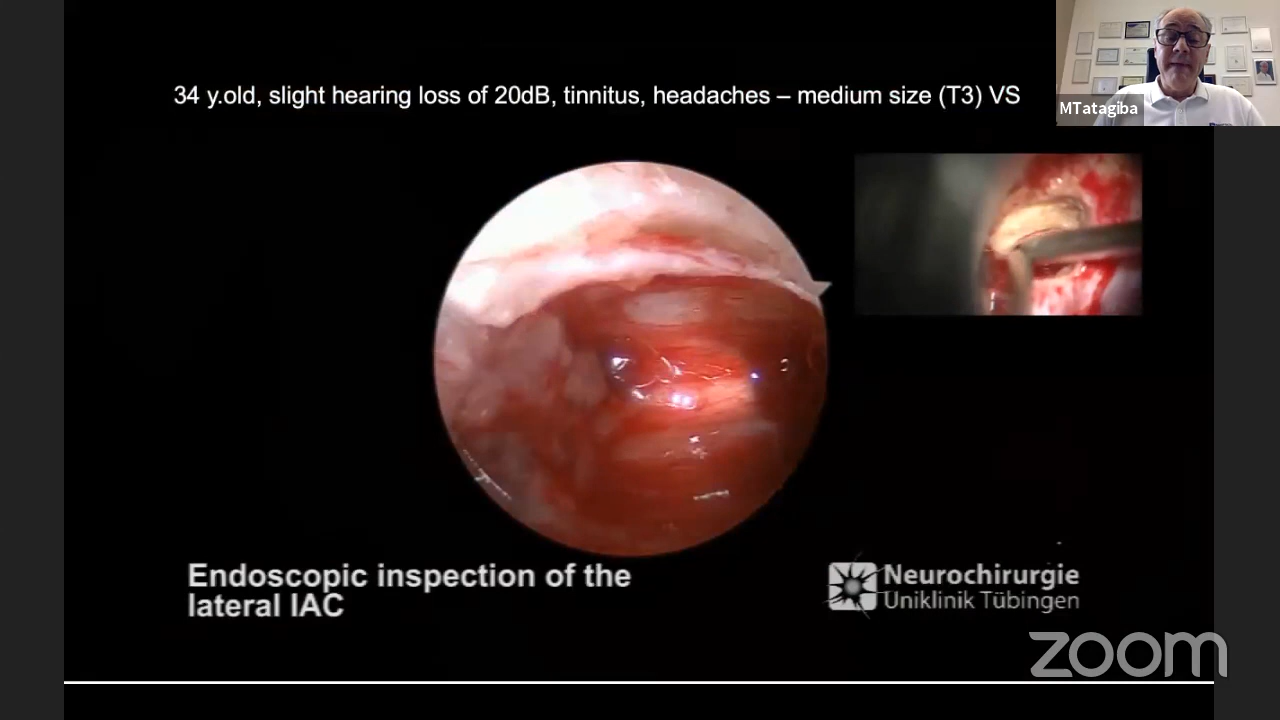 34 y.old, slight hearing loss of 20dB, tinnitus, headaches – medium size (T3) VS
MTatagiba
Endoscopic inspection of the
lateral IAC
Neurochirurgie
Uniklinik Tübingen
zoom